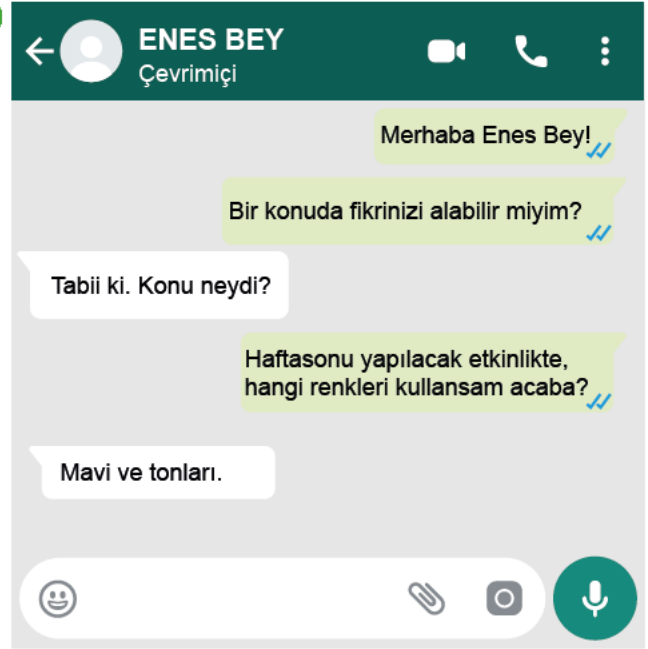 ENES BEY
Çevrimiçi
Merhaba Enes Bey!
Bir konuda fikrinizi alabilir miyim?
Tabii ki. Konu neydi?
Haftasonu yapılacak etkinlikte,
hangi renkleri kullansam acaba?
Mavi ve tonları.